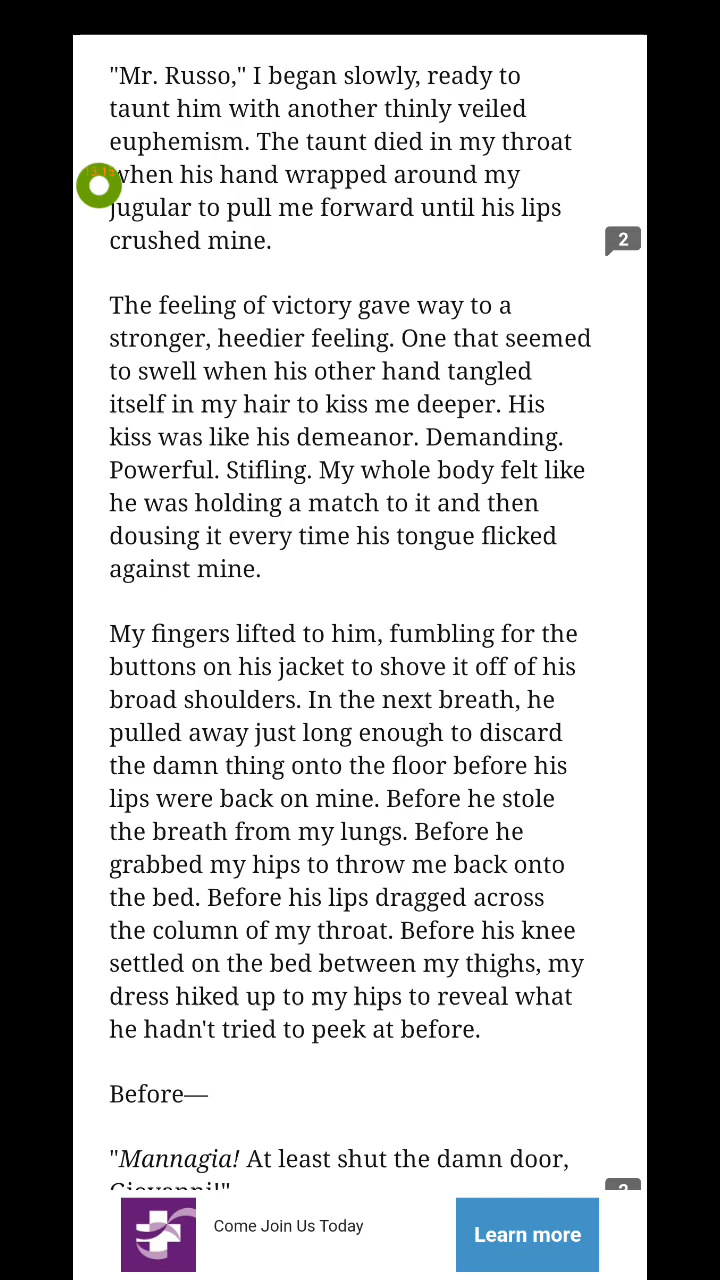 "Mr. Russo," I began slowly, ready to
taunt him with another thinly veiled
euphemism. The taunt died in my throat
when his hand wrapped around my
jugular to pull me forward until his lips
crushed mine.
2
The feeling of victory gave way to a
stronger, heedier feeling. One that seemed
to swell when his other hand tangled
itself in my hair to kiss me deeper. His
kiss was like his demeanor. Demanding.
Powerful. Stifling. My whole body felt like
he was holding a match to it and then
dousing it every time his tongue flicked
against mine.
My fingers lifted to him, fumbling for the
buttons on his jacket to shove it off of his
broad shoulders. In the next breath, he
pulled away just long enough to discard
the damn thing onto the floor before his
lips were back on mine. Before he stole
the breath from my lungs. Before he
grabbed my hips to throw me back onto
the bed. Before his lips dragged across
the column of my throat. Before his knee
settled on the bed between my thighs, my
dress hiked up to my hips to reveal what
he hadn't tried to peek at before.
Before—
"Mannagia! At least shut the damn door,
Giovanni!"
Come Join Us Today
Learn more